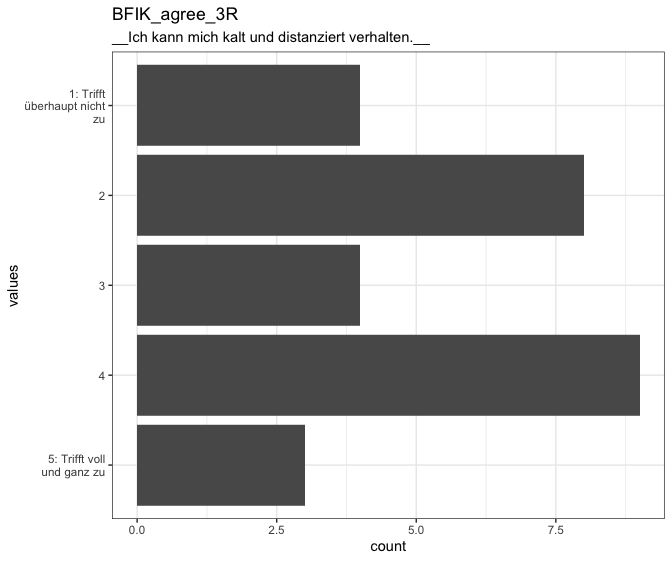 BFIK_agree_3R
__Ich kann mich kalt und distanziert verhalten.__
1: Trifft
überhaupt nicht
zu
2
3
4
5: Trifft voll
und ganz zu
values
0.0 2.5 5.0 7.5
count